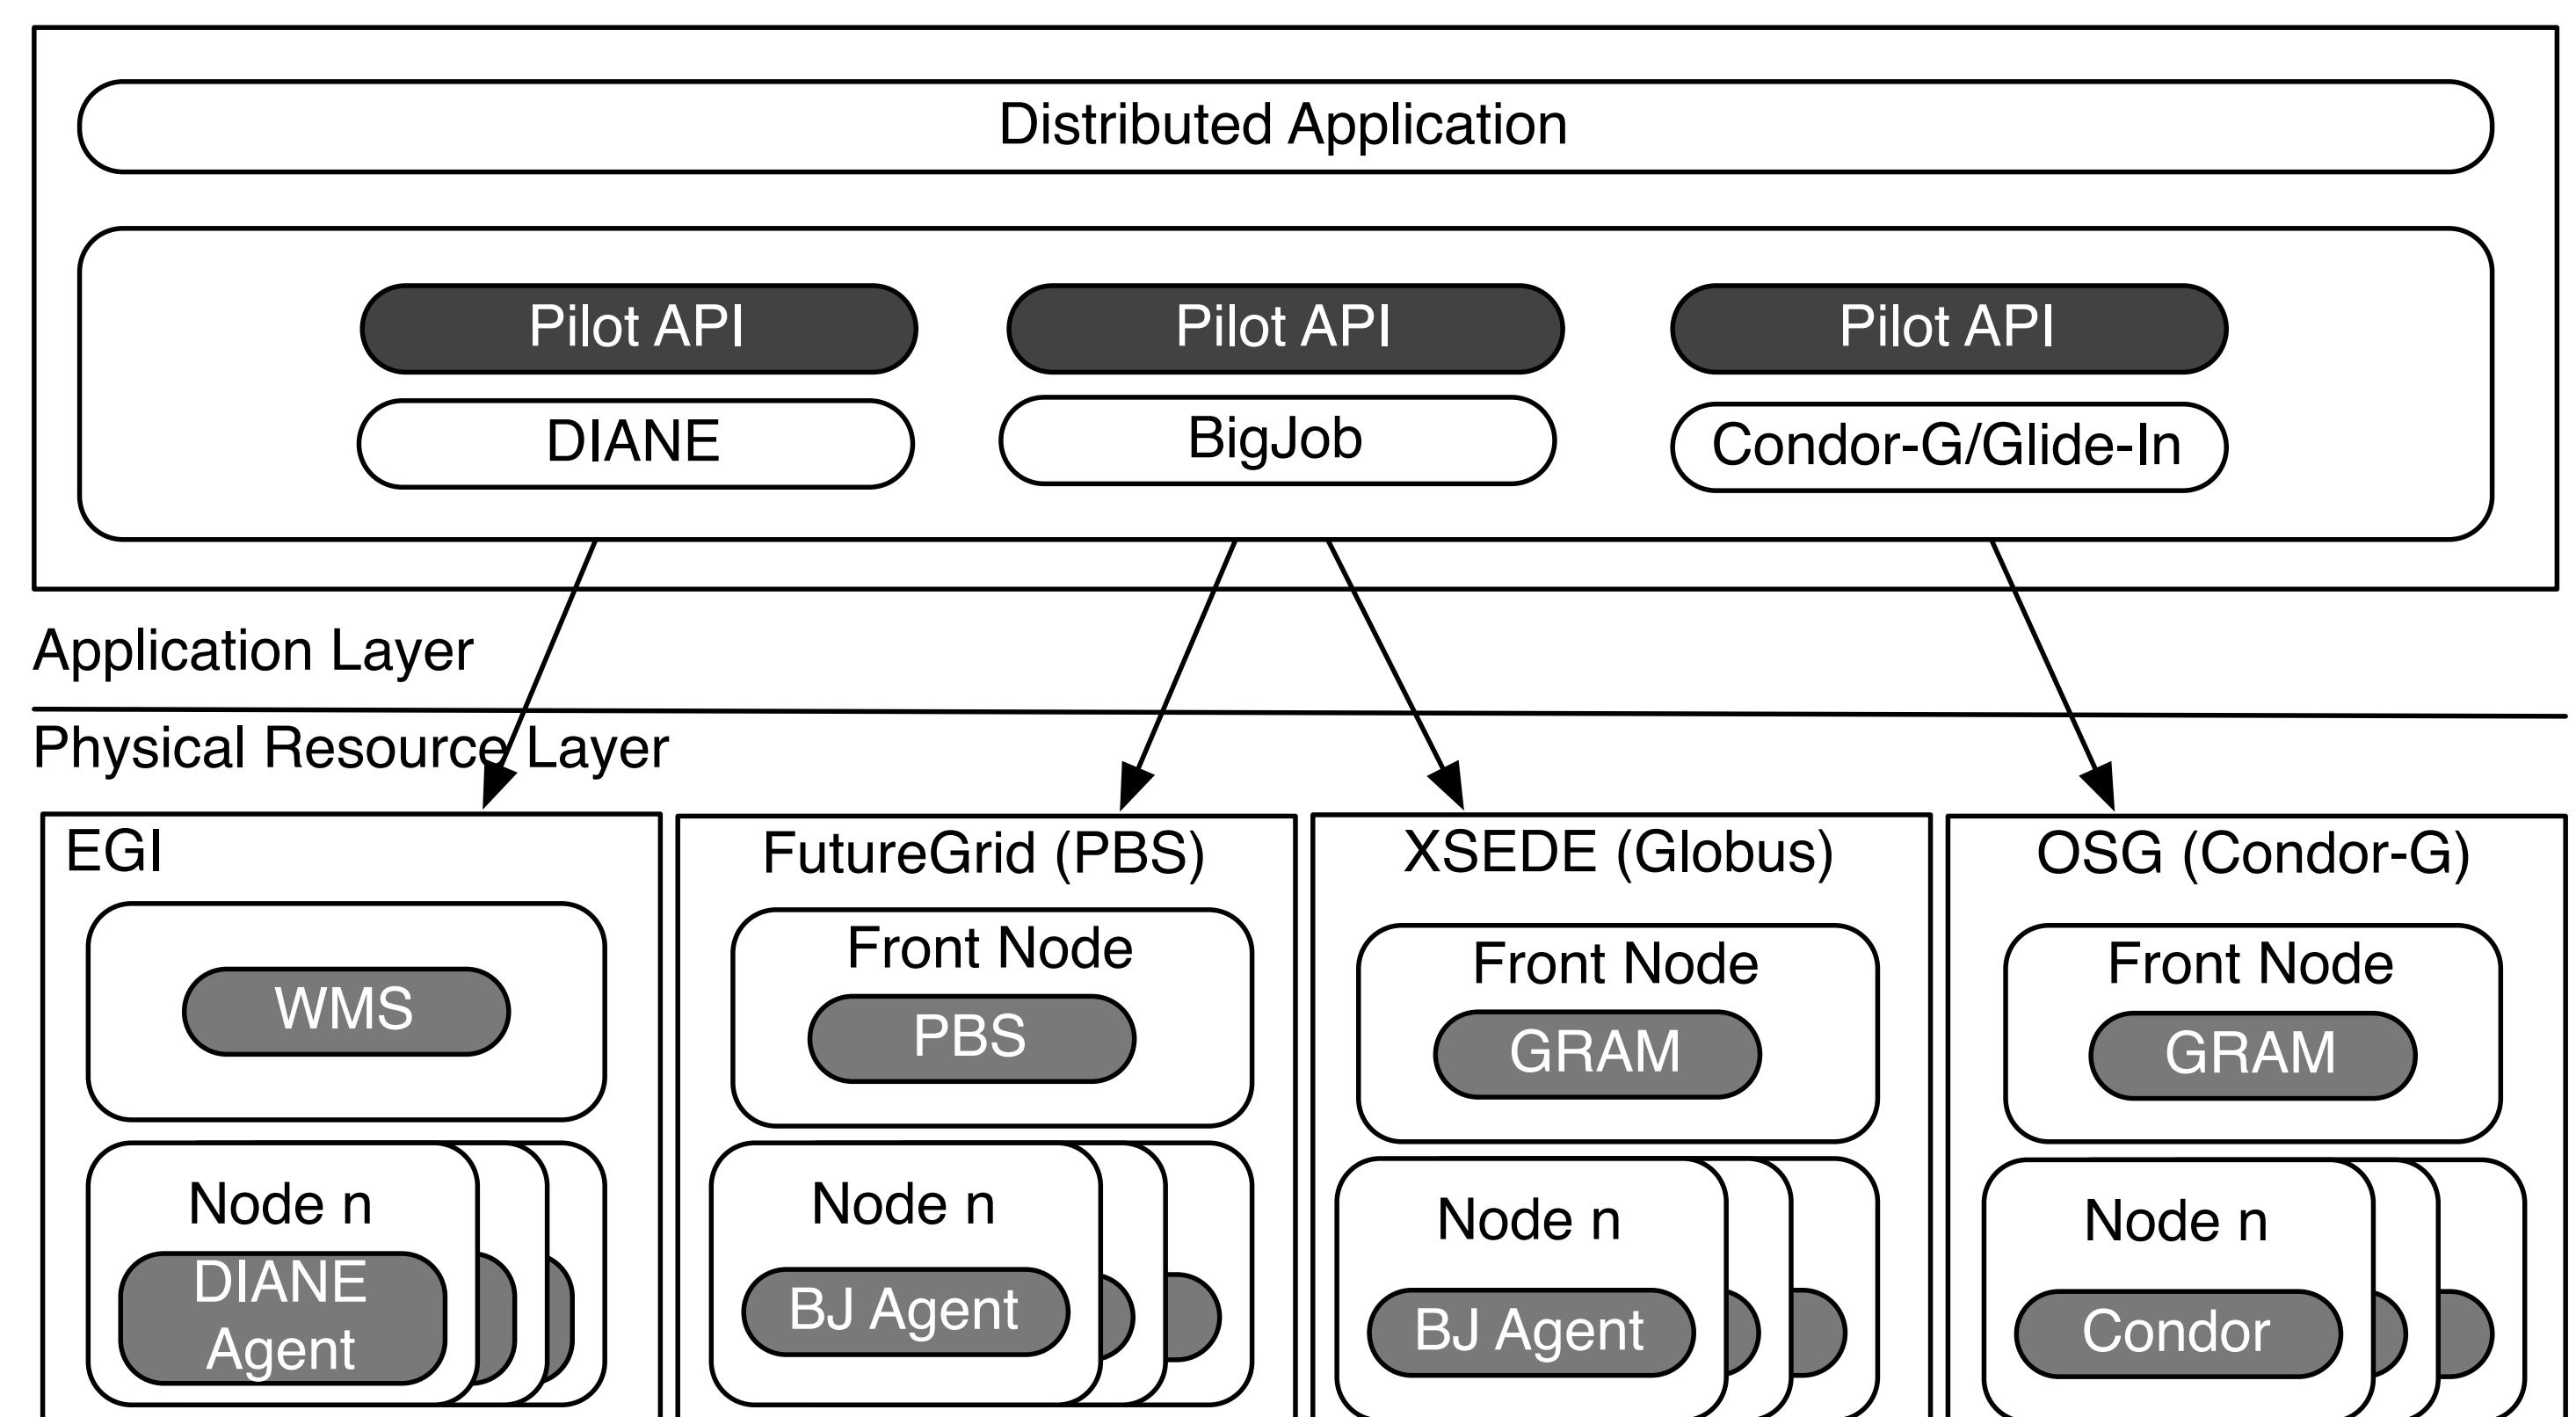 Distributed Application
Pilot API
Pilot API
Pilot API
DIANE
BigJob
Condor-G/Glide-In
Application Layer
Physical Resource Layer
EGI
WMS
Node n
DIANE
Agent
FutureGrid (PBS)
Front Node
PBS
Node n
BJ Agent
XSEDE (Globus)
Front Node
GRAM
Node n
BJ Agent
OSG (Condor-G)
Front Node
GRAM
Node n
Condor